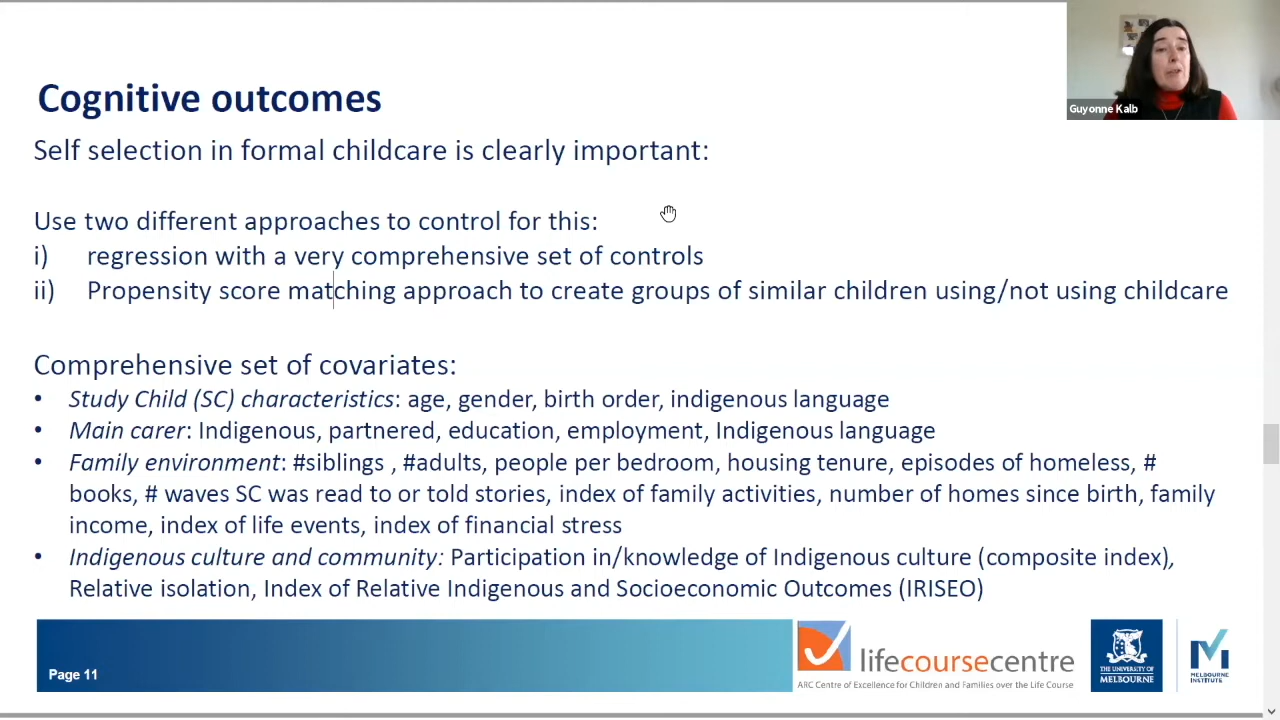 Cognitive outcomes
Guyonne Kalb
Self selection in formal childcare is clearly important:
Use two different approaches to control for this:
i) regression with a very comprehensive set of controls
ii) Propensity score matching approach to create groups of similar children using/not using childcare
Comprehensive set of covariates:
• Study Child (SC) characteristics: age, gender, birth order, indigenous language
• Main carer: Indigenous, partnered, education, employment, Indigenous language
• Family environment: #siblings , #adults, people per bedroom, housing tenure, episodes of homeless, #
books, # waves SC was read to or told stories, index of family activities, number of homes since birth, family
income, index of life events, index of financial stress
• Indigenous culture and community: Participation in/knowledge of Indigenous culture (composite index),
Relative isolation, Index of Relative Indigenous and Socioeconomic Outcomes (IRISEO)
Page 11
lifecoursecentre
ARC Centre of Excellence for Children and Families over the Life Course
THE UNIVERSITY OF
MELBOURNE
MELBOURNE
INSTITUTE